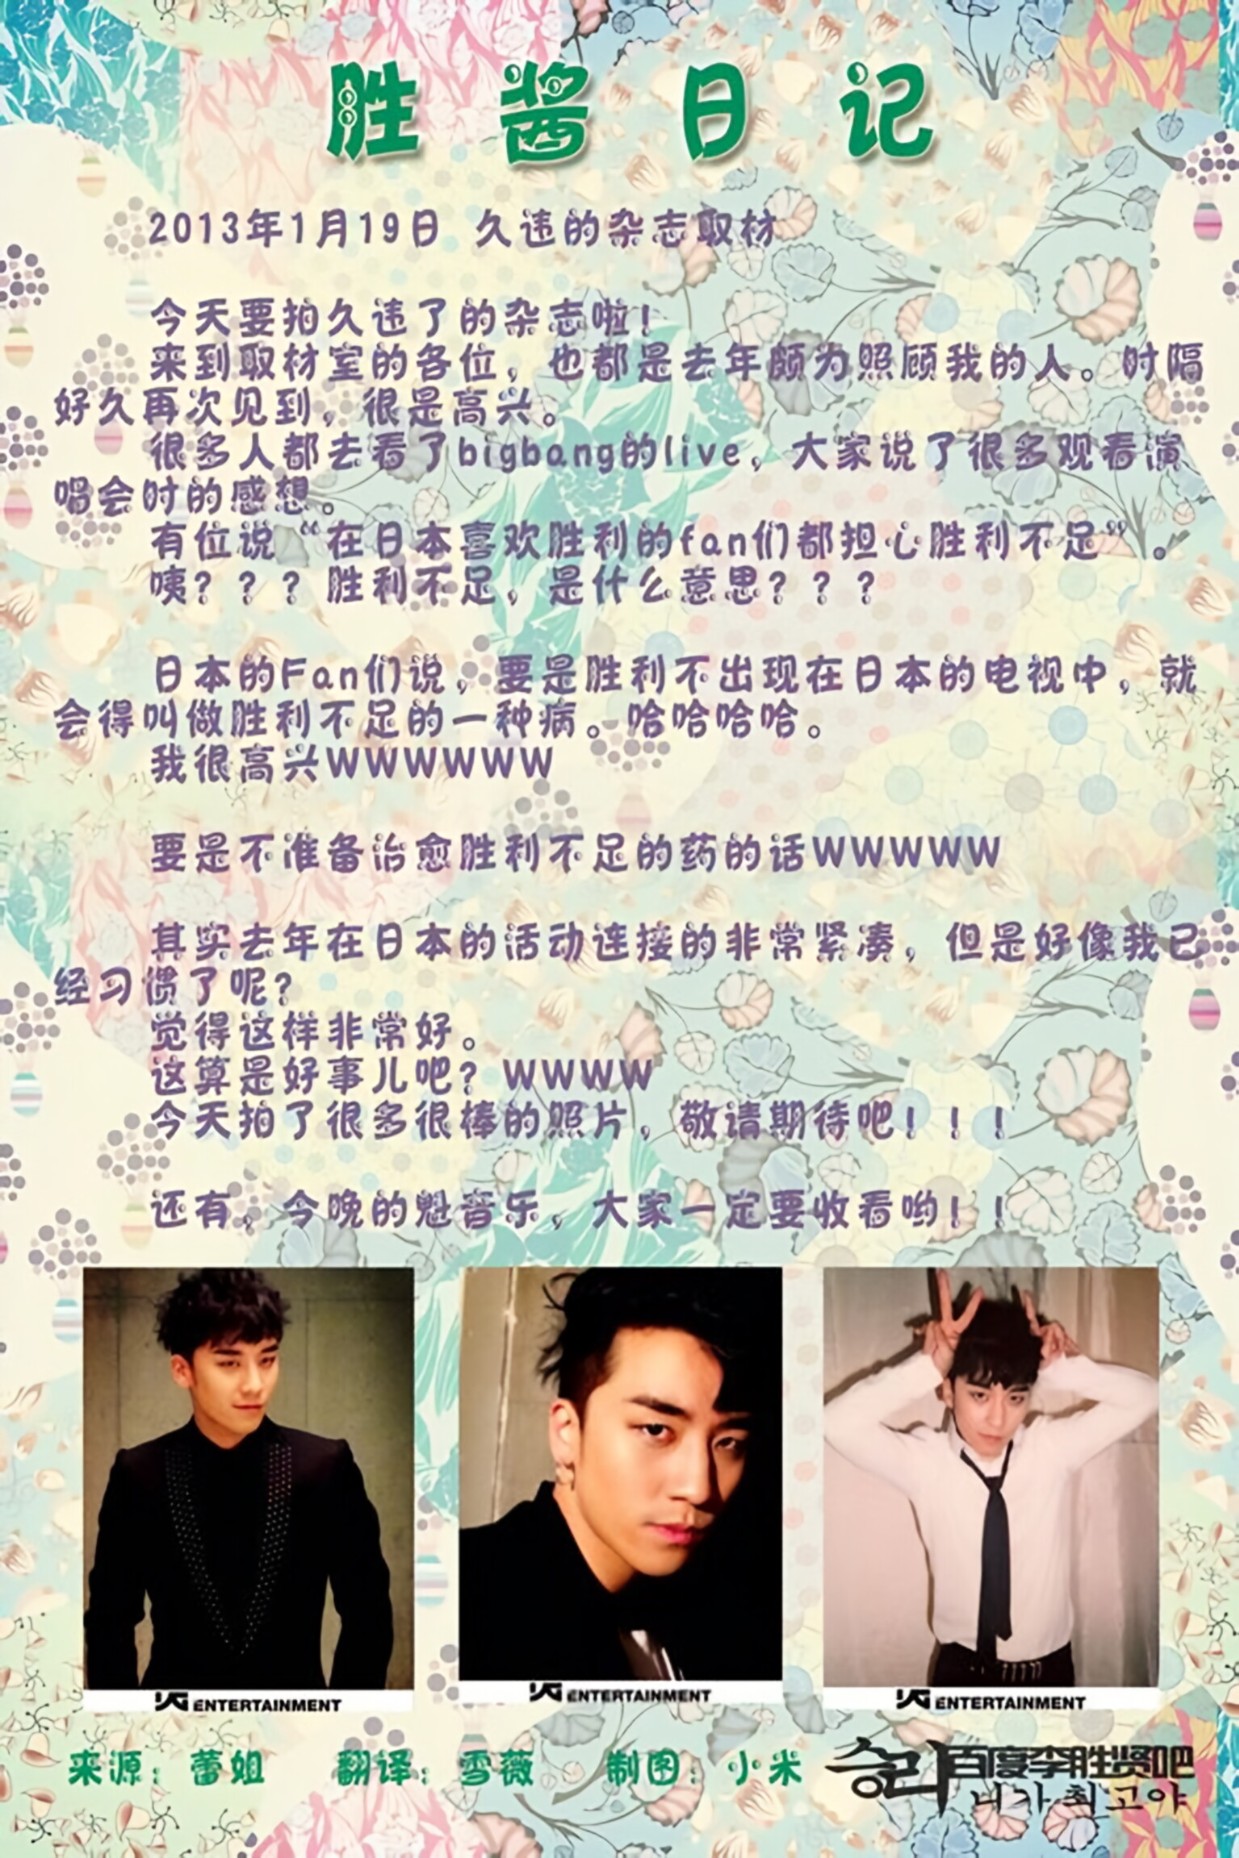 胜 酱 日 记
2013年1月19日 久违的杂志取材
今天要拍久违了的杂志啦！
来到取材室的各位，也都是去年颇为照顾我的人。时隔
好久再次见到，很是高兴。
很多人都去看了bigbang的live，大家说了很多观看演
唱会时的感想。
有位说“在日本喜欢胜利的fan们都担心胜利不足”。
咦？？？胜利不足，是什么意思？？？
日本的Fan们说，要是胜利不出现在日本的电视中，就
会得叫做胜利不足的一种病。哈哈哈哈。
我很高兴WWWWWW
要是不准备治愈胜利不足的药的话WWWWW
其实去年在日本的活动连接的非常紧凑，但是好像我已
经习惯了呢？
觉得这样非常好。
这算是好事儿吧？WWWW
今天拍了很多很棒的照片，敬请期待吧！！！
还有，今晚的魁音乐，大家一定要收看哟！！
YG ENTERTAINMENT
YG ENTERTAINMENT
YG ENTERTAINMENT
来源：蕾姐 翻译：雪薇 制图：小米
승리 百度李胜贤吧
니가 최고야